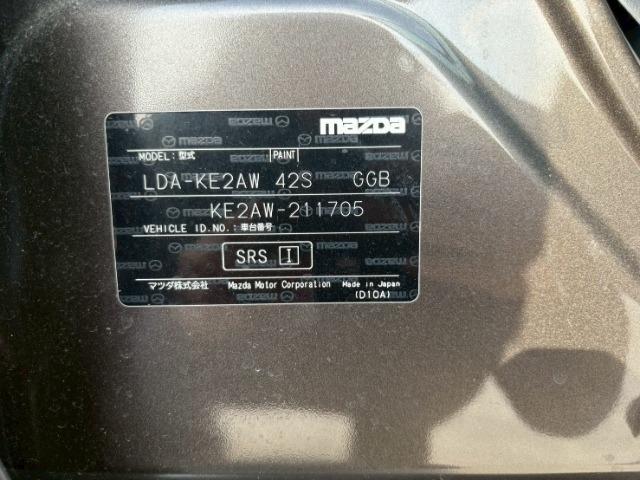 mazda
MODEL: 型式 PAINT
LDA-KE2AW 42S GGB
KE2AW-211705
VEHICLE ID.NO.: 車台番号
SRS I
マツダ株式会社 Mazda Motor Corporation Made in Japan
(D10A)